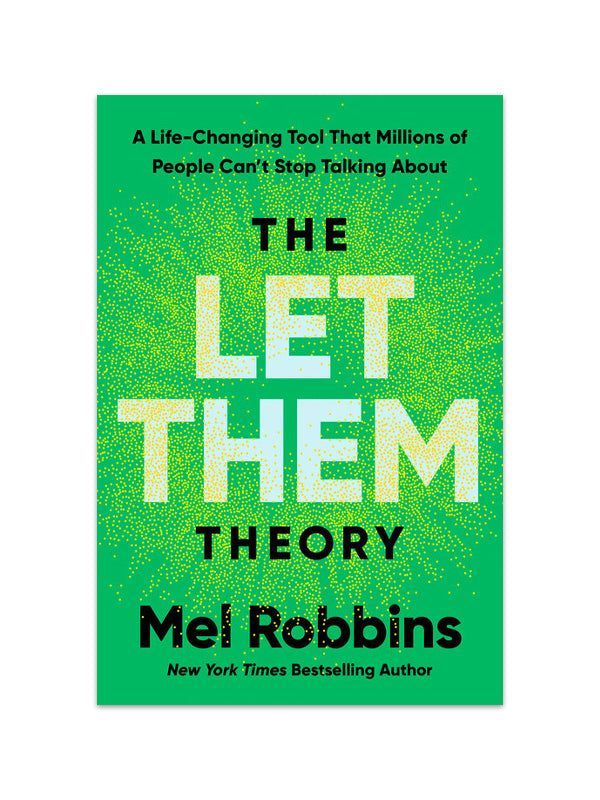 A Life-Changing Tool That Millions of
People Can't Stop Talking About
THE
LET
THEM
THEORY
Mel Robbins
New York Times Bestselling Author